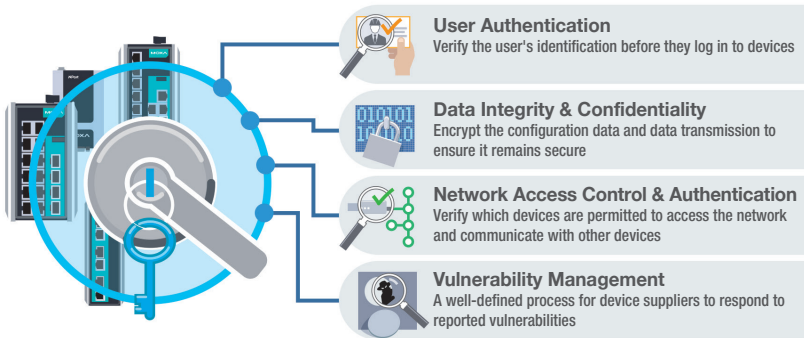 User Authentication
Verify the user's identification before they log in to devices
Data Integrity & Confidentiality
Encrypt the configuration data and data transmission to
ensure it remains secure
Network Access Control & Authentication
Verify which devices are permitted to access the network
and communicate with other devices
Vulnerability Management
A well-defined process for device suppliers to respond to
reported vulnerabilities
MOXA
MOXA
010101